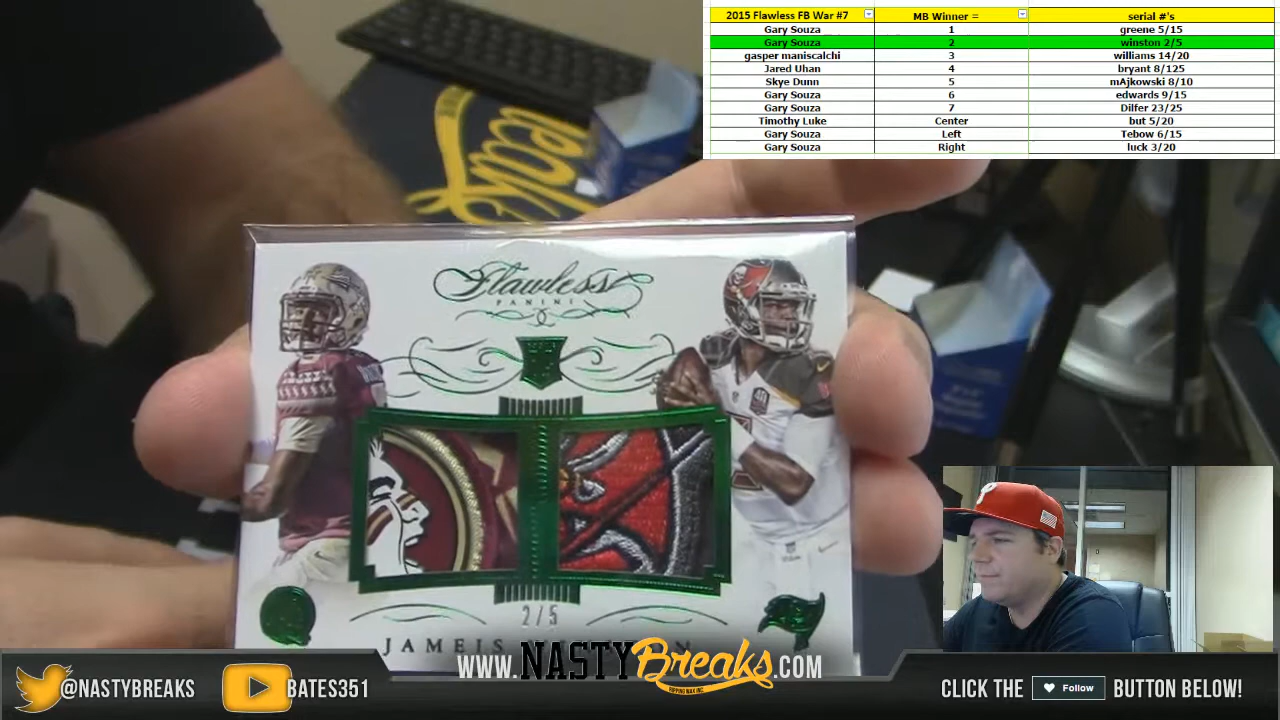 2015 Flawless FB War #7 MB Winner = serial #'s
Gary Souza 1 greene 5/15
Gary Souza 2 winston 2/5
gasper maniscalchi 3 williams 14/20
Jared Uhan 4 bryant 8/125
Skye Dunn 5 mAjkowski 8/10
Gary Souza 6 edwards 9/15
Gary Souza 7 Dilfer 23/25
Timothy Luke Center but 5/20
Gary Souza Left Tebow 6/15
Gary Souza Right luck 3/20
Flawless
PANINI
2/5
JAMEIS
WWW.NASTYBreaks.COM
RIPPING WAX INC.
@NASTYBREAKS
BATES351
CLICK THE Follow BUTTON BELOW!